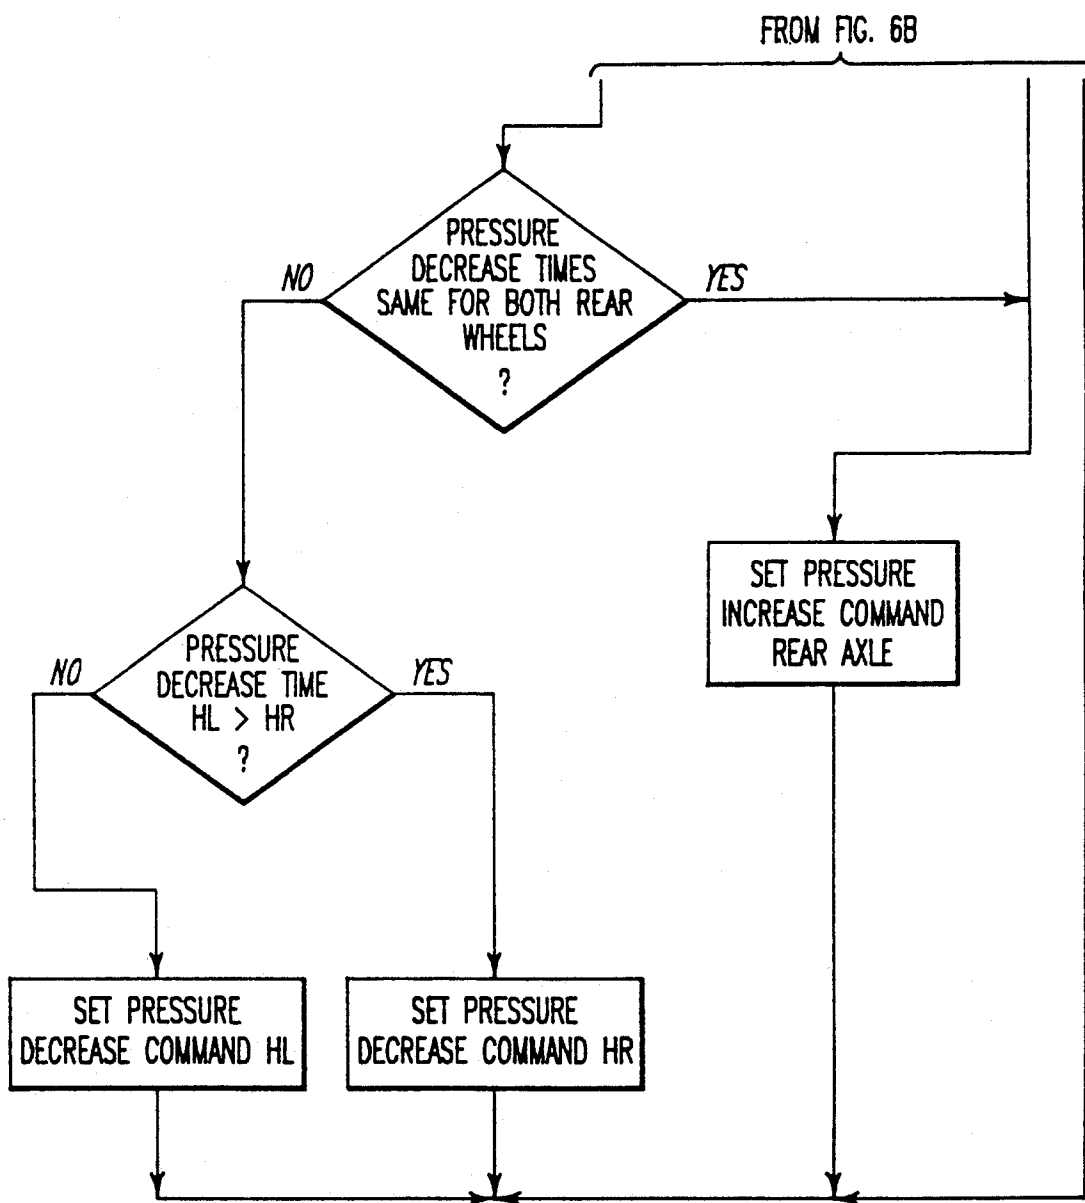 FROM FIG. 6B
PRESSURE
DECREASE TIMES
SAME FOR BOTH REAR
WHEELS
?
NO
YES
SET PRESSURE
INCREASE COMMAND
REAR AXLE
PRESSURE
DECREASE TIME
HL > HR
?
NO
YES
SET PRESSURE
DECREASE COMMAND HL
SET PRESSURE
DECREASE COMMAND HR